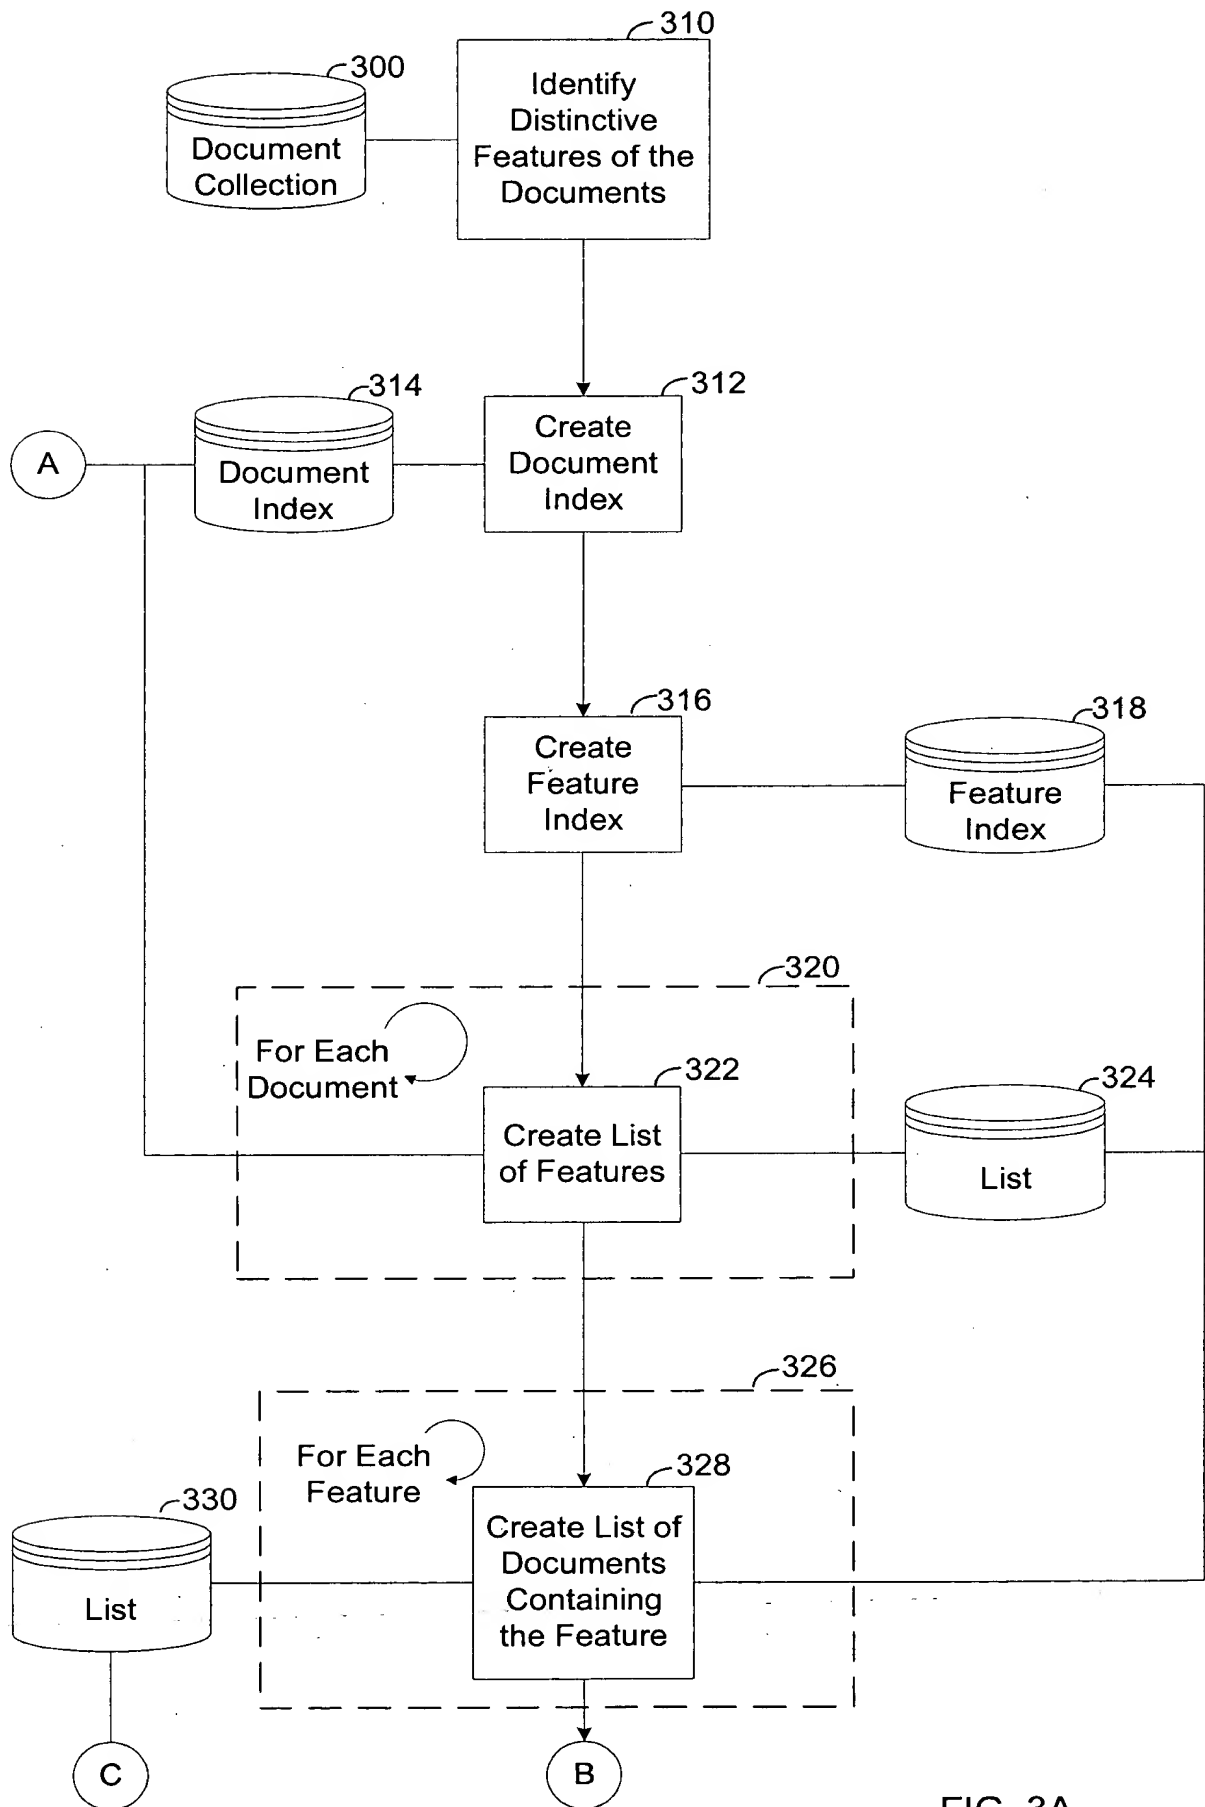 310
300
Identify
Distinctive
Features of the
Documents
Document
Collection
314
312
A
Document
Index
Create
Document
Index
316
318
Create
Feature
Index
Feature
Index
320
For Each
Document
322
324
Create List
of Features
List
326
For Each
Feature
328
330
Create List of
Documents
Containing
the Feature
List
C
B
FIG. 3A